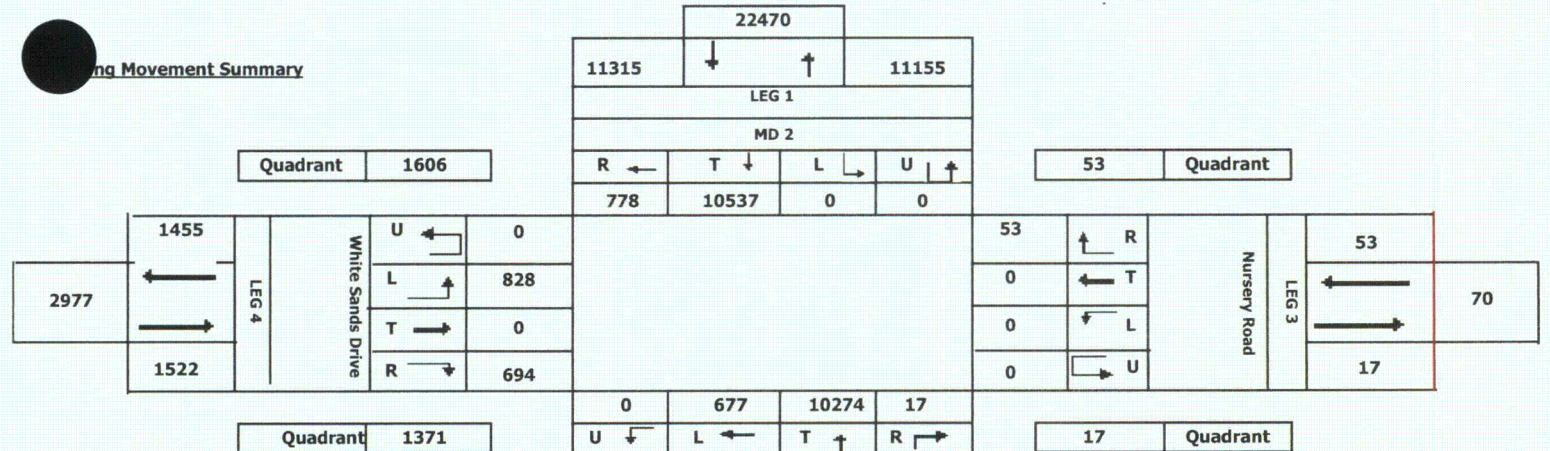 22470
ng Movement Summary
11315 11155
LEG 1
MD 2
Quadrant 1606
R T L U
53 Quadrant
778 10537 0 0
1455
U 0
53 R
53
L 828
0 T
2977
LEG 4
White Sands Drive
Nursery Road
LEG 3
70
T 0
0 L
1522
R 694
0 U
17
0 677 10274 17
Quadrant 1371
U L T R
17 Quadrant